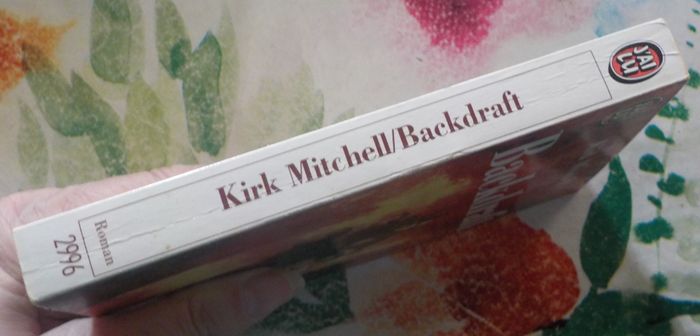 Kirk Mitchell/Backdraft
J'AI
LU
Roman
2996